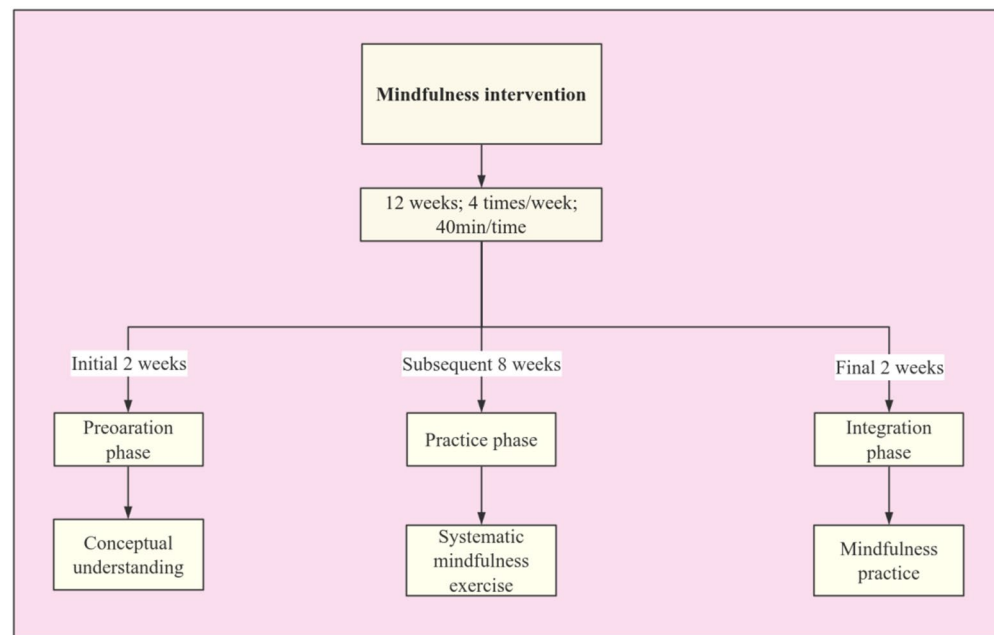 Mindfulness intervention
12 weeks; 4 times/week;
40min/time
Initial 2 weeks
Subsequent 8 weeks
Final 2 weeks
Preoaration
phase
Practice phase
Integration
phase
Conceptual
understanding
Systematic
mindfulness
exercise
Mindfulness
practice